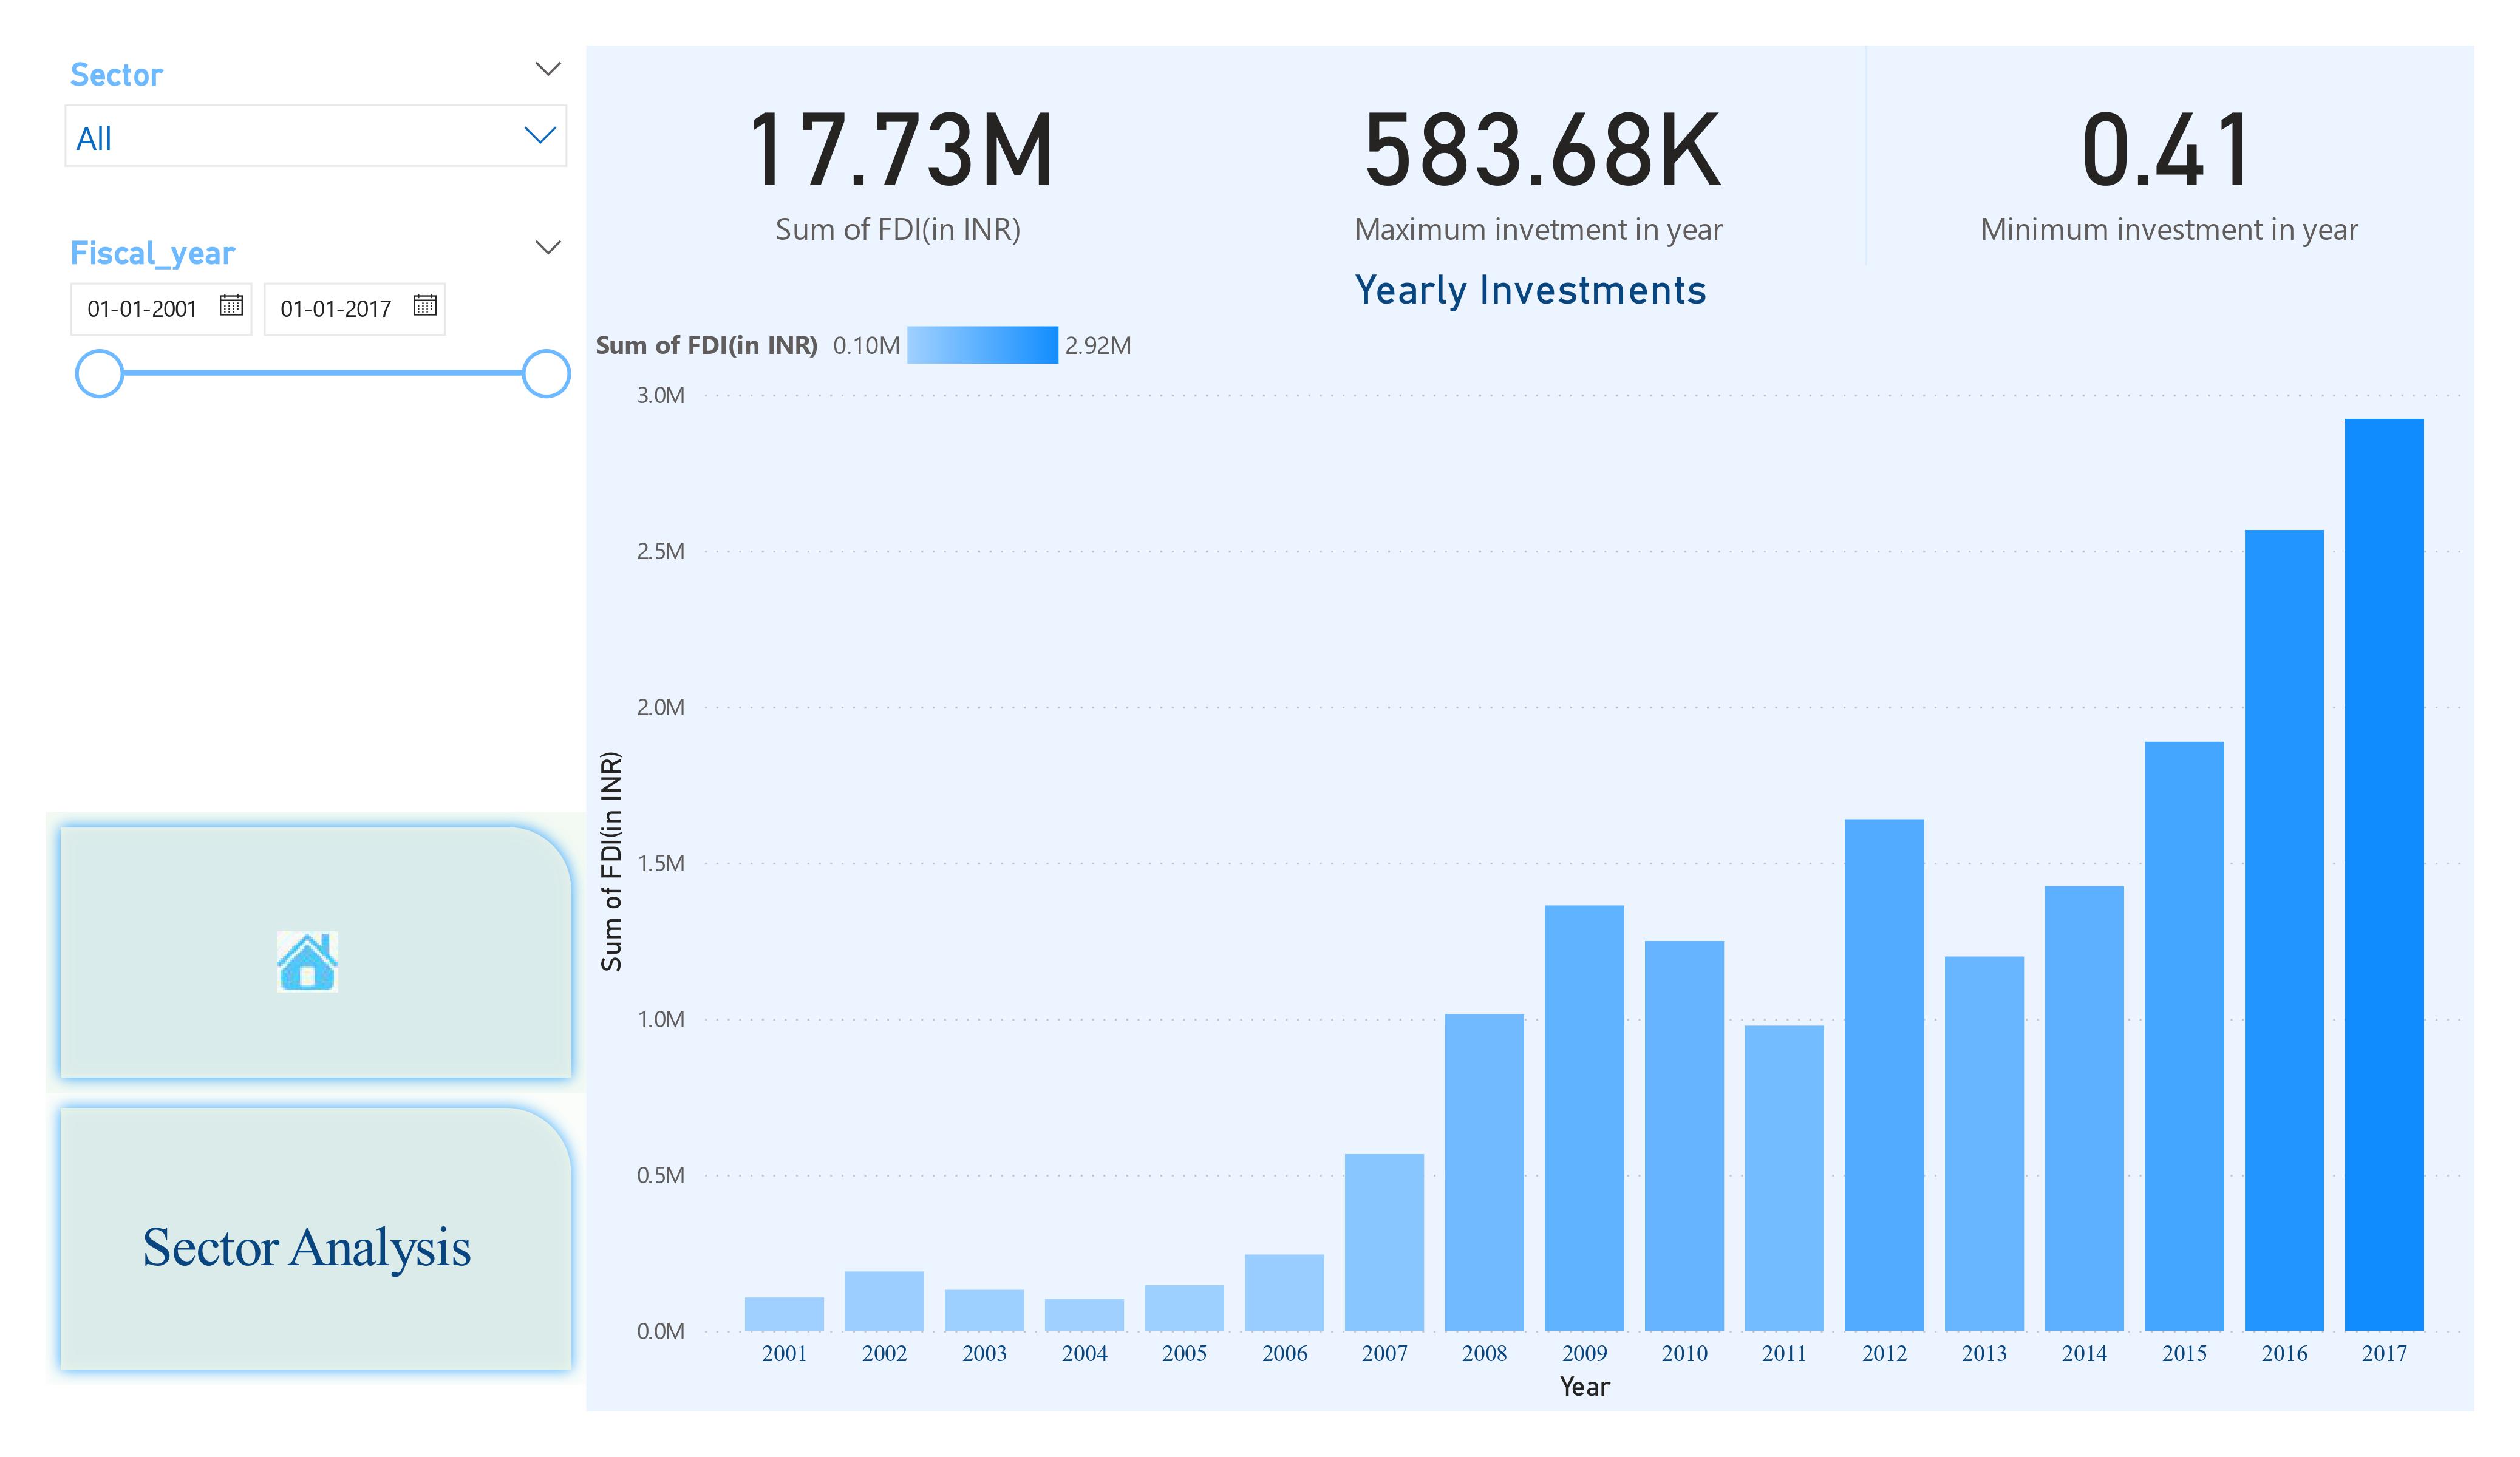 Sector
All
Fiscal_year
01-01-2001 01-01-2017
Sector Analysis
17.73M
Sum of FDI(in INR)
583.68K
Maximum invetment in year
0.41
Minimum investment in year
Yearly Investments
Sum of FDI(in INR) 0.10M 2.92M
Sum of FDI(in INR)
3.0M
2.5M
2.0M
1.5M
1.0M
0.5M
0.0M
2001 2002 2003 2004 2005 2006 2007 2008 2009 2010 2011 2012 2013 2014 2015 2016 2017
Year